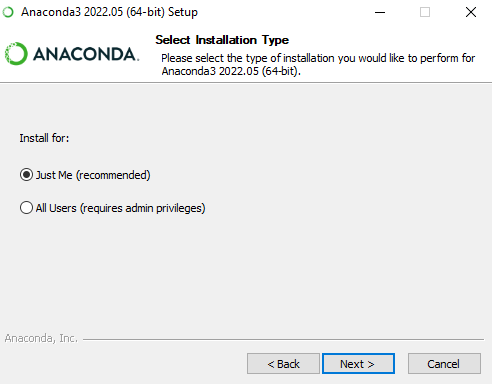 Anaconda3 2022.05 (64-bit) Setup
Select Installation Type
Please select the type of installation you would like to perform for
Anaconda3 2022.05 (64-bit).
ANACONDA.
Install for:
Just Me (recommended)
All Users (requires admin privileges)
Anaconda, Inc.
< Back
Next >
Cancel